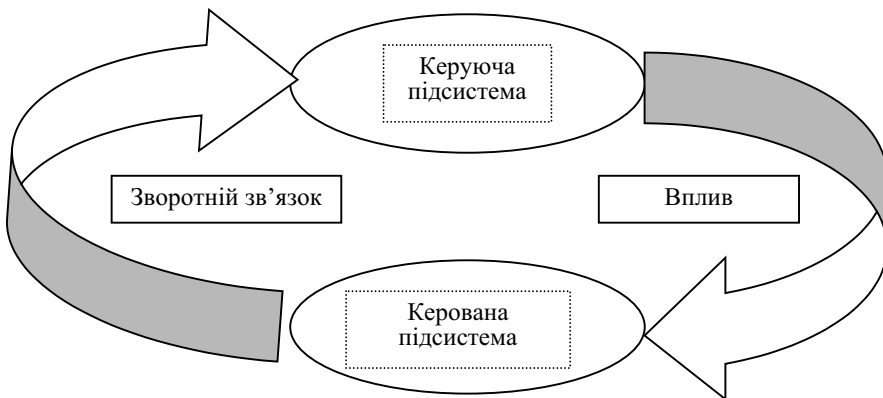 Керуюча
підсистема
Зворотній зв’язок
Вплив
Керована
підсистема